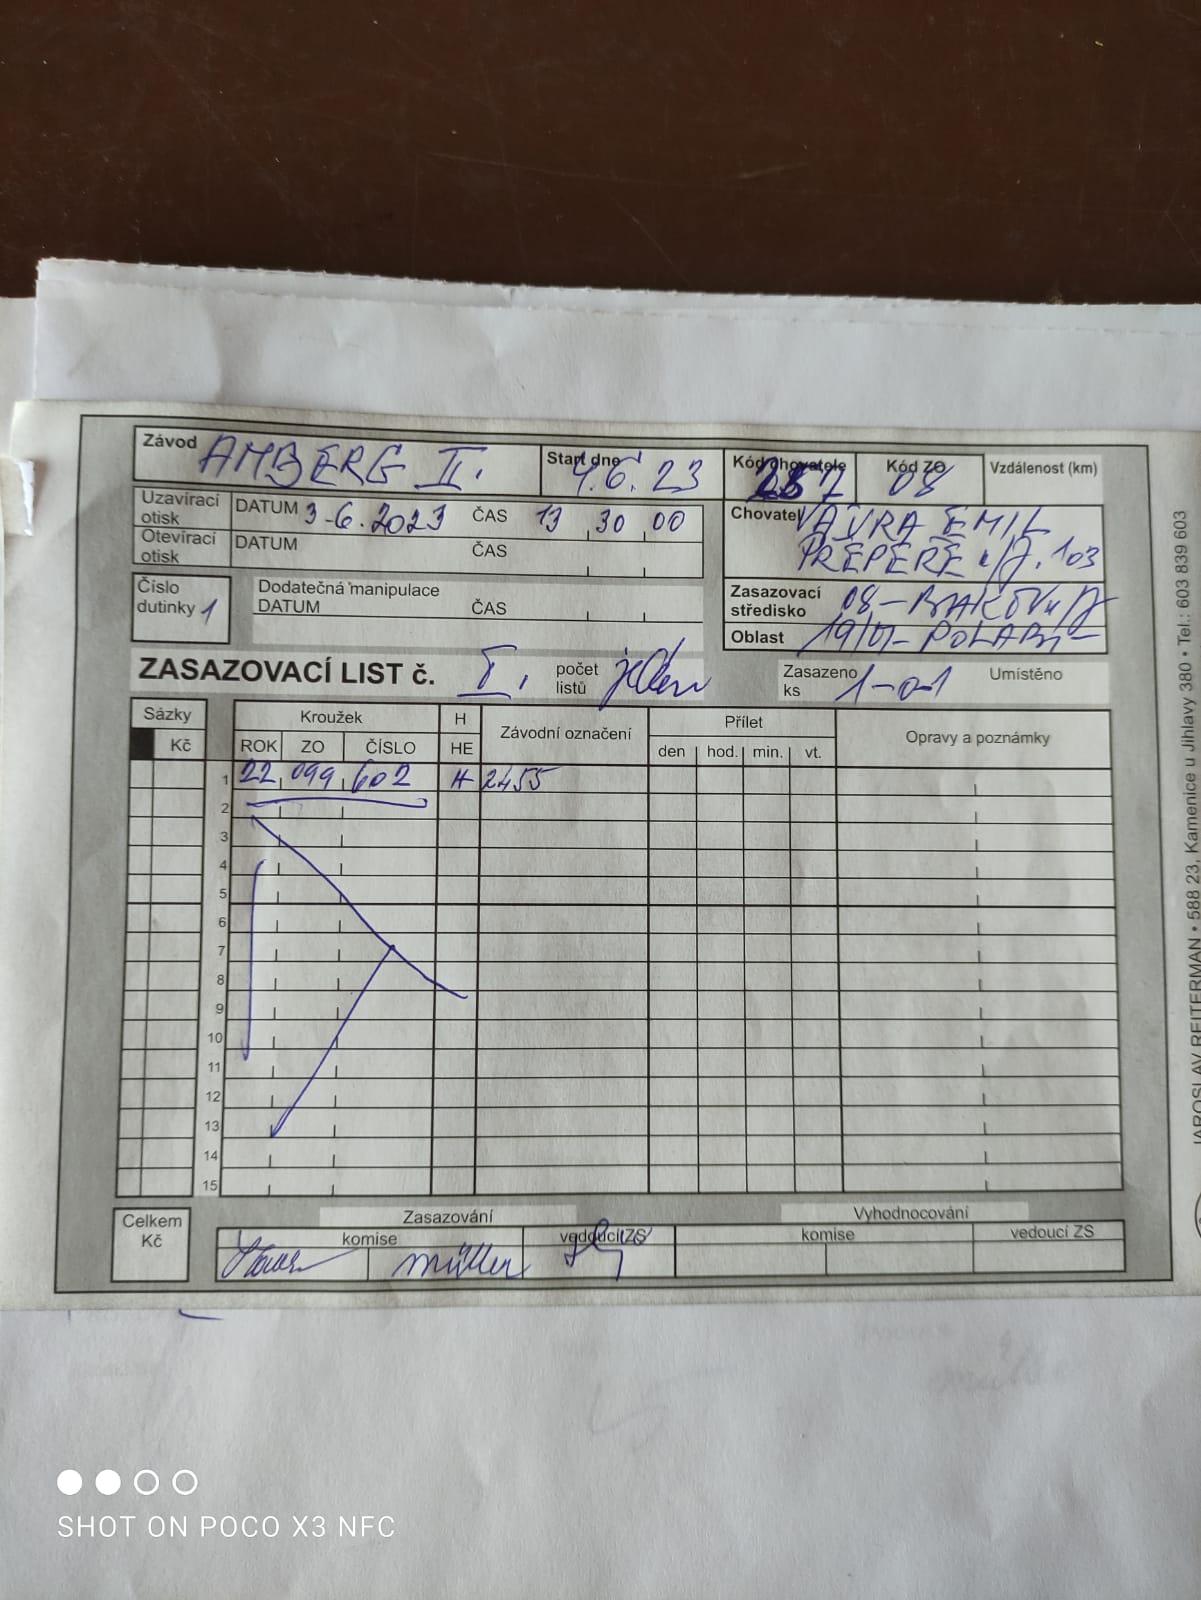 Závod AMBERG II. Start dne 4.6.23 Kód chovatele 257 Kód ZO 08 Vzdálenost (km)
Uzavírací otisk DATUM 3-6.2023 ČAS 13 30 00
Otevírací otisk DATUM ČAS
Chovatel VÁVRA EMIL
PŘEPEŘE n/J. 103
Číslo dutinky 1
Dodatečná manipulace
DATUM ČAS
Zasazovací středisko 08-BAKOV n/J
Oblast 19/01-POLABÍ-
ZASAZOVACÍ LIST č. I. počet listů jeden Zasazeno ks 1-0-1 Umístěno
Sázky Kroužek H Závodní označení Přílet Opravy a poznámky
Kč ROK ZO ČÍSLO HE den hod. min. vt.
1 22 099 602 H 2455
2
3
4
5
6
7
8
9
10
11
12
13
14
15
Celkem Kč
Zasazování Vyhodnocování
komise vedoucí ZS komise vedoucí ZS
müller
JAROSLAV REITERMAN • 588 23, Kamenice u Jihlavy 380 • Tel.: 603 839 603
SHOT ON POCO X3 NFC